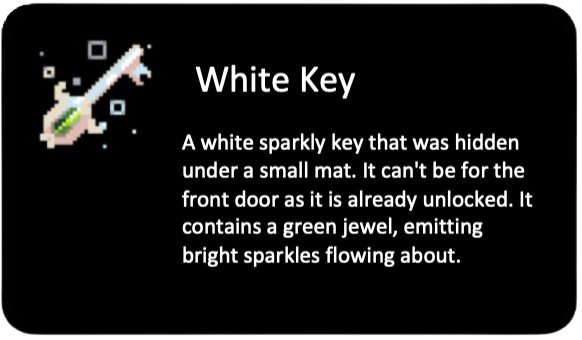 White Key
A white sparkly key that was hidden
under a small mat. It can't be for the
front door as it is already unlocked. It
contains a green jewel, emitting
bright sparkles flowing about.